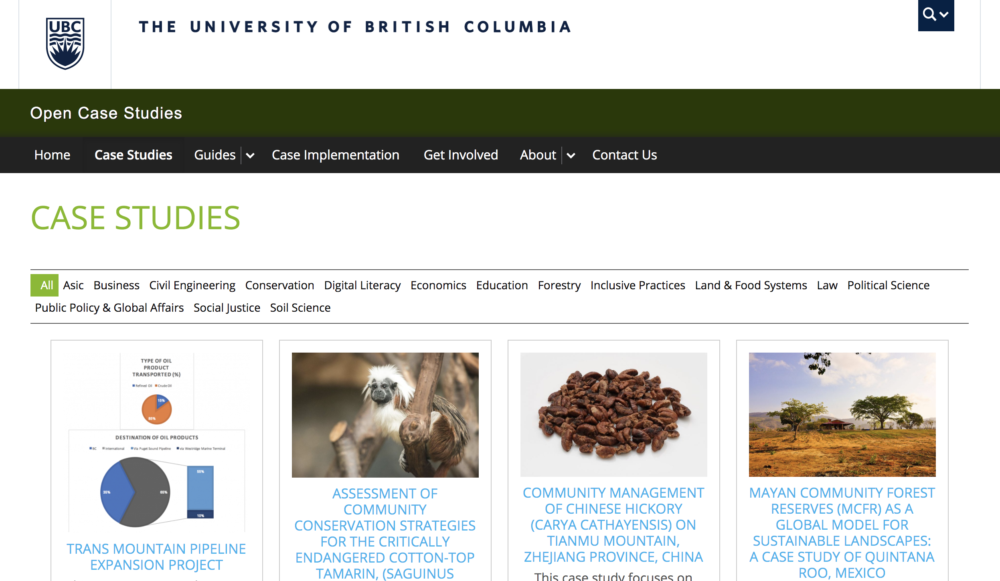 UBC
THE UNIVERSITY OF BRITISH COLUMBIA
Open Case Studies
Home Case Studies Guides Case Implementation Get Involved About Contact Us
CASE STUDIES
All Asic Business Civil Engineering Conservation Digital Literacy Economics Education Forestry Inclusive Practices Land & Food Systems Law Political Science
Public Policy & Global Affairs Social Justice Soil Science
TYPE OF OIL
PRODUCT
TRANSPORTED (%)
Refined Oil Crude Oil
15%
85%
DESTINATION OF OIL PRODUCTS
BC International Via Puget Sound Pipeline via Westridge Marine Terminal
55%
35% 65%
10%
TRANS MOUNTAIN PIPELINE
EXPANSION PROJECT
ASSESSMENT OF
COMMUNITY
CONSERVATION STRATEGIES
FOR THE CRITICALLY
ENDANGERED COTTON-TOP
TAMARIN, (SAGUINUS
COMMUNITY MANAGEMENT
OF CHINESE HICKORY
(CARYA CATHAYENSIS) ON
TIANMU MOUNTAIN,
ZHEJIANG PROVINCE, CHINA
This case study focuses on
MAYAN COMMUNITY FOREST
RESERVES (MCFR) AS A
GLOBAL MODEL FOR
SUSTAINABLE LANDSCAPES:
A CASE STUDY OF QUINTANA
ROO, MEXICO